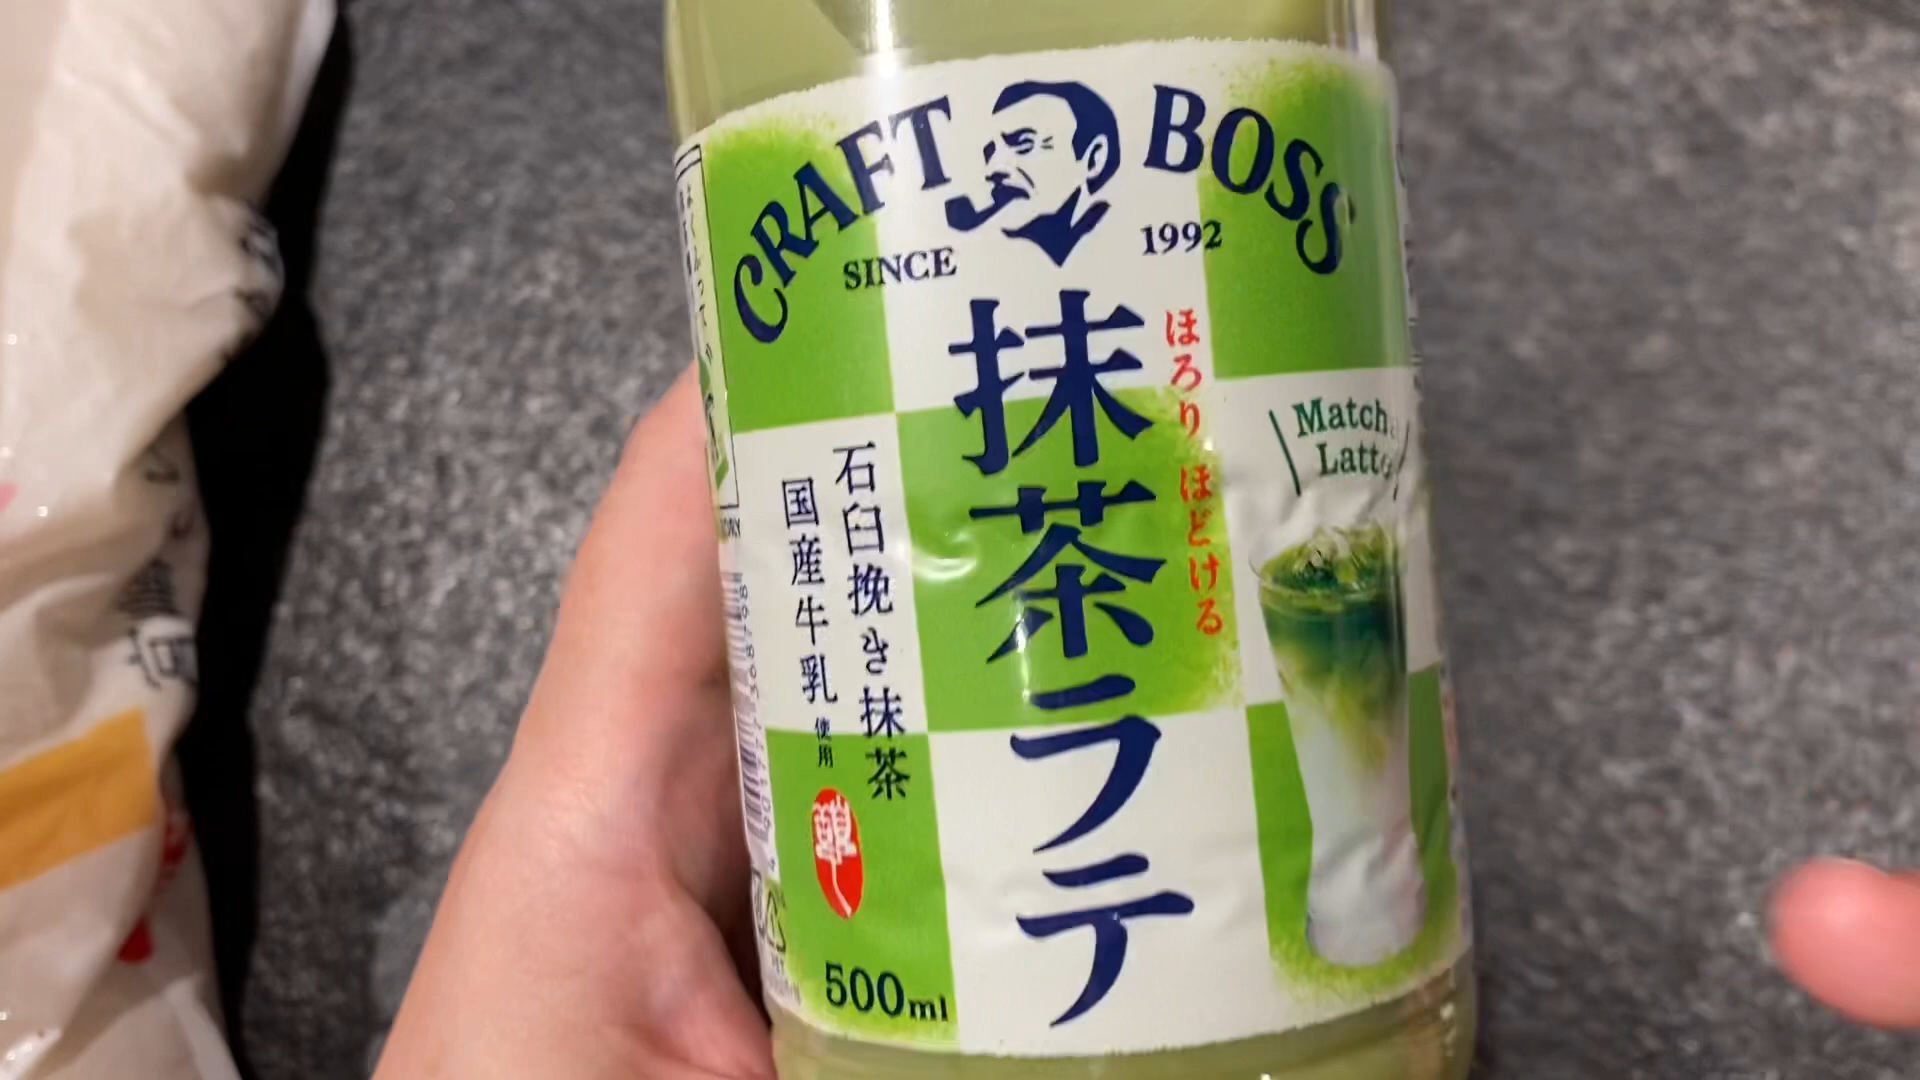 CRAFT BOSS
SINCE 1992
抹茶ラテ
ほろりほどける
Matcha
Latte
石臼挽き抹茶
国産牛乳使用
500ml